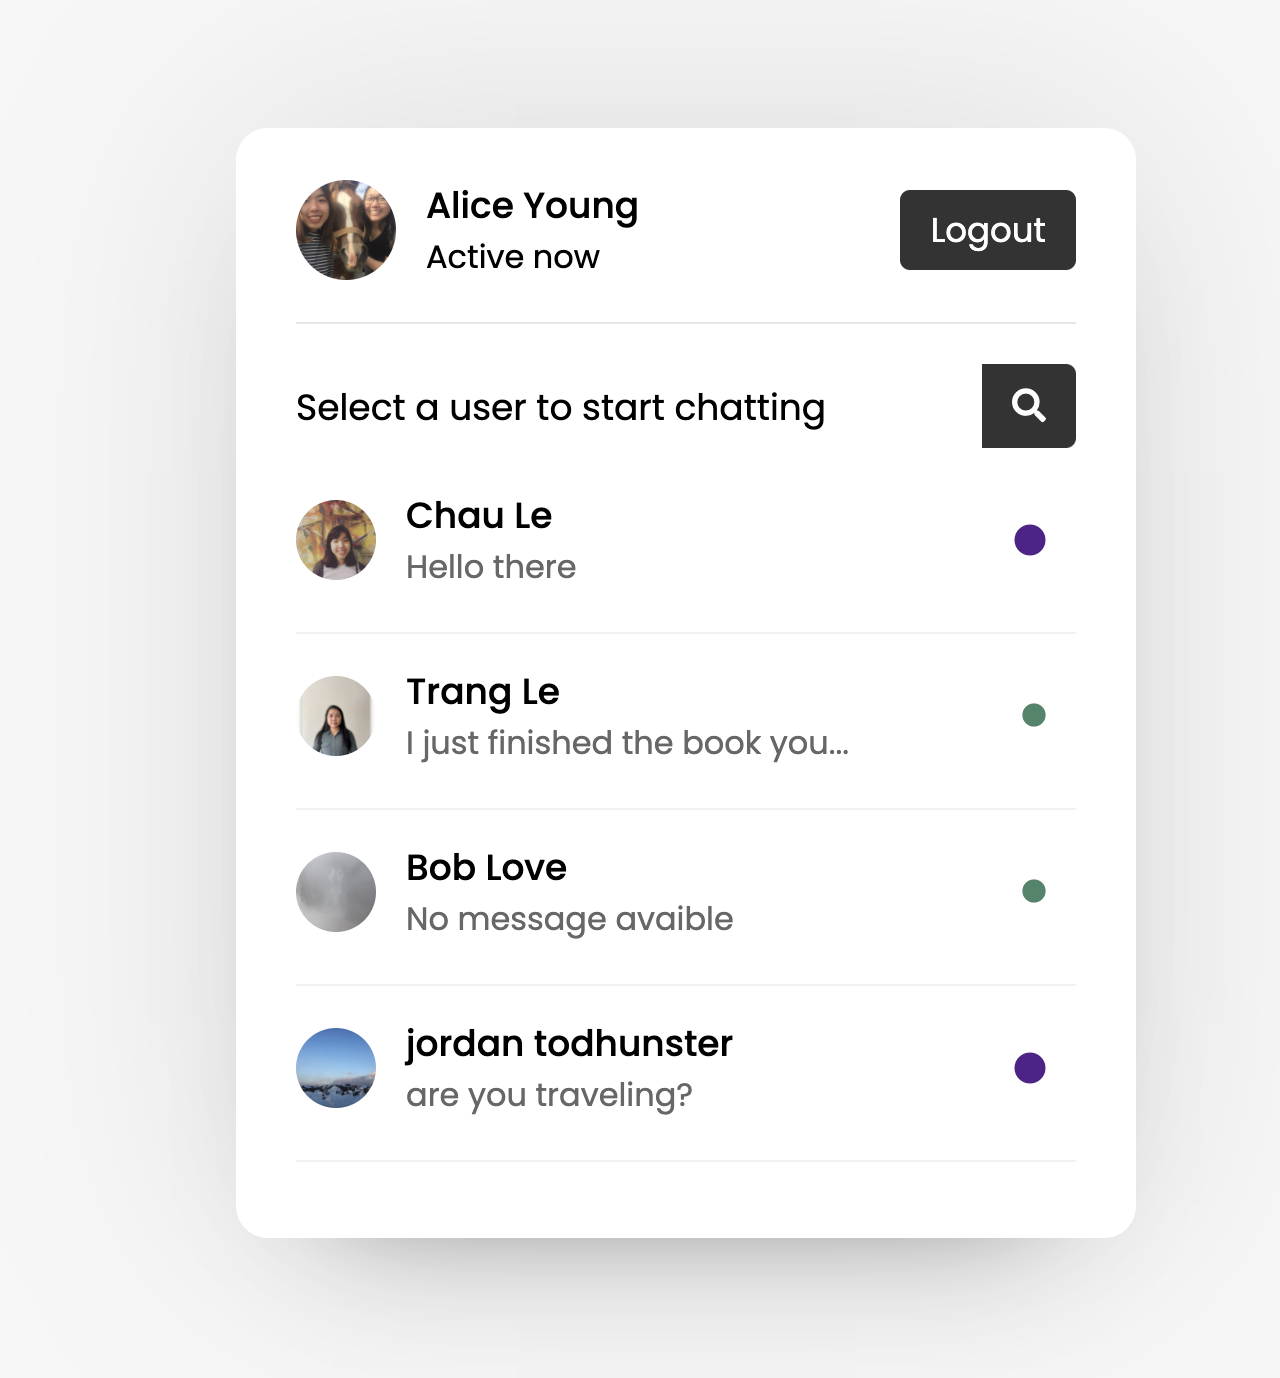 Alice Young
Active now
Logout
Select a user to start chatting
Chau Le
Hello there
Trang Le
I just finished the book you...
Bob Love
No message avaible
jordan todhunster
are you traveling?